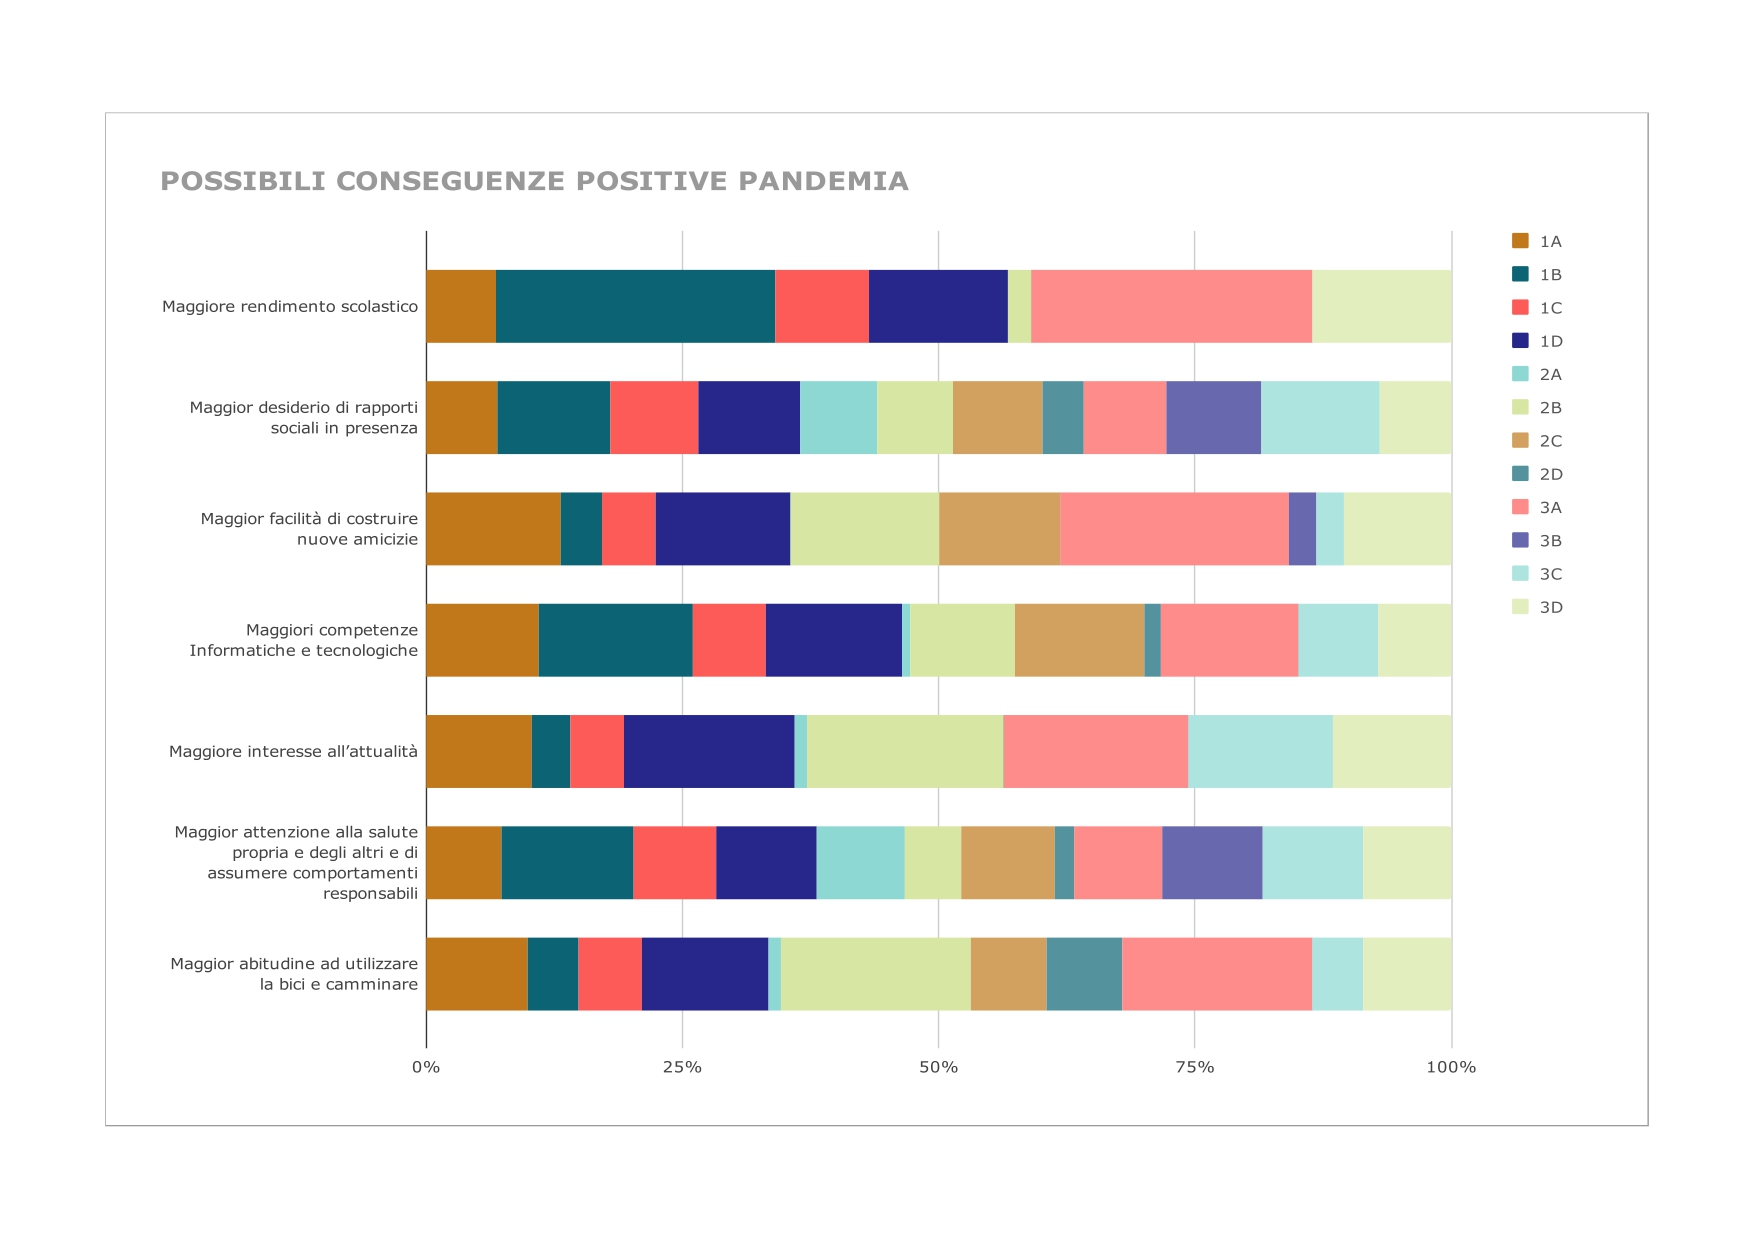 POSSIBILI CONSEGUENZE POSITIVE PANDEMIA
Maggiore rendimento scolastico
Maggior desiderio di rapporti
sociali in presenza
Maggior facilità di costruire
nuove amicizie
Maggiori competenze
Informatiche e tecnologiche
Maggiore interesse all’attualità
Maggior attenzione alla salute
propria e degli altri e di
assumere comportamenti
responsabili
Maggior abitudine ad utilizzare
la bici e camminare
0%
25%
50%
75%
100%
1A
1B
1C
1D
2A
2B
2C
2D
3A
3B
3C
3D